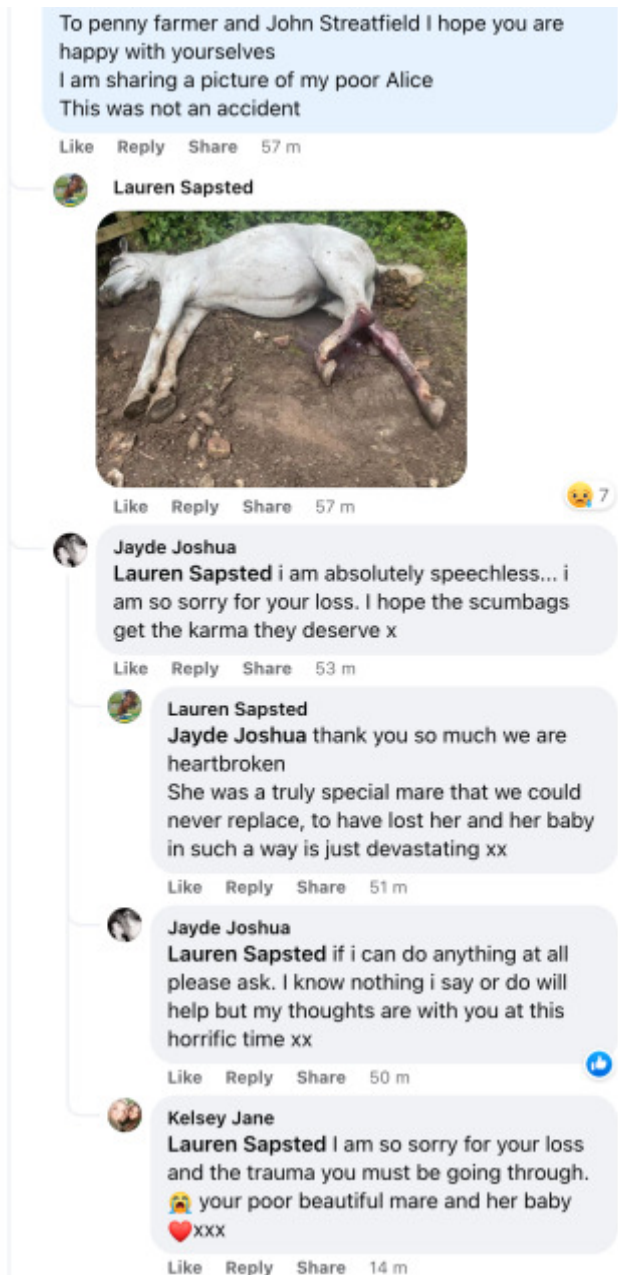 To penny farmer and John Streatfield I hope you are
happy with yourselves
I am sharing a picture of my poor Alice
This was not an accident
Like Reply Share 57 m
Lauren Sapsted
Like Reply Share 57 m
7
Jayde Joshua
Lauren Sapsted i am absolutely speechless... i
am so sorry for your loss. I hope the scumbags
get the karma they deserve x
Like Reply Share 53 m
Lauren Sapsted
Jayde Joshua thank you so much we are
heartbroken
She was a truly special mare that we could
never replace, to have lost her and her baby
in such a way is just devastating xx
Like Reply Share 51 m
Jayde Joshua
Lauren Sapsted if i can do anything at all
please ask. I know nothing i say or do will
help but my thoughts are with you at this
horrific time xx
Like Reply Share 50 m
Kelsey Jane
Lauren Sapsted I am so sorry for your loss
and the trauma you must be going through.
😭 your poor beautiful mare and her baby
❤️xxx
Like Reply Share 14 m